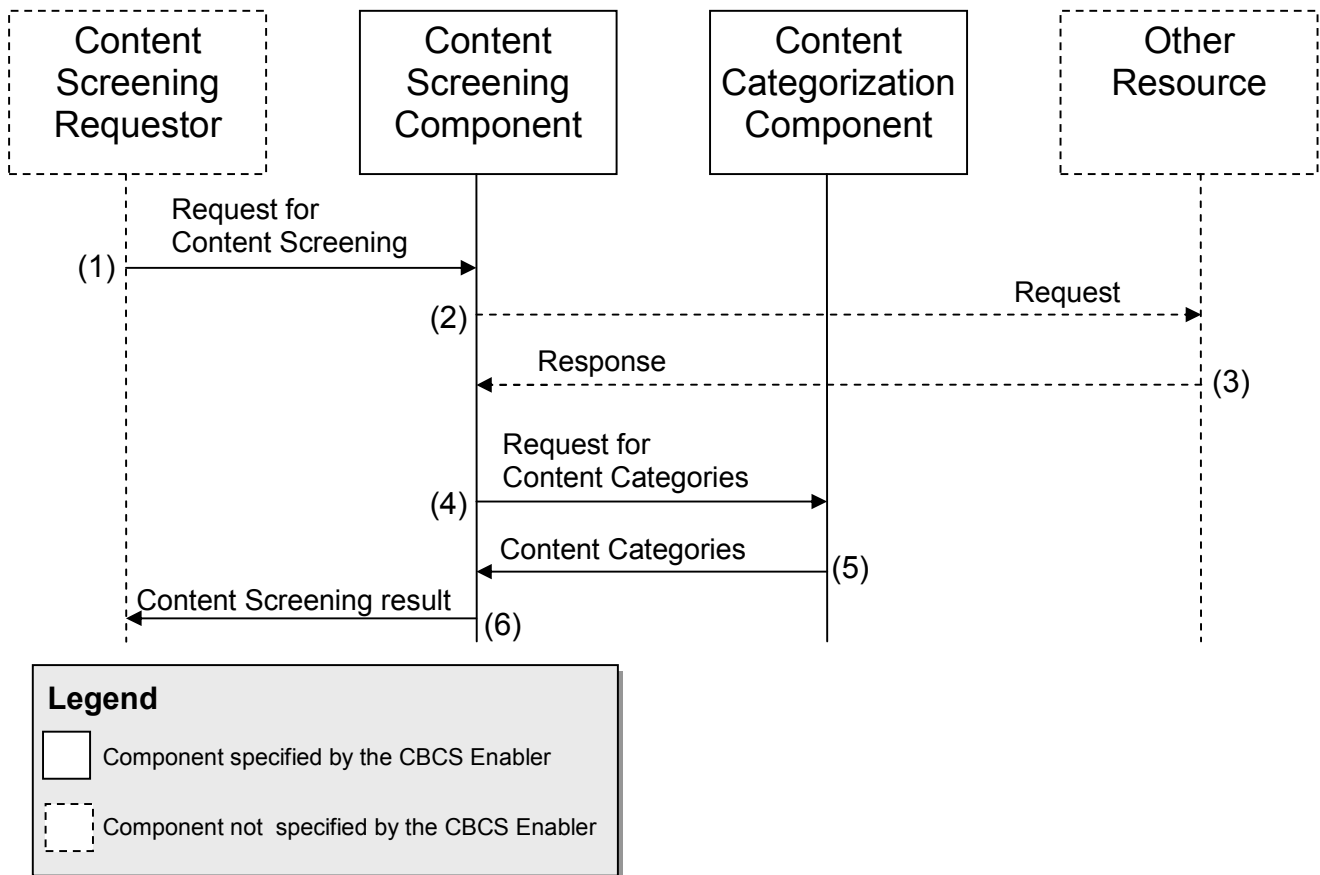 Content
Screening
Requestor
Content
Screening
Component
Content
Categorization
Component
Other
Resource
Request for
Content Screening
(1)
Request
(2)
Response
(3)
Request for
Content Categories
(4)
Content Categories
(5)
Content Screening result
(6)
Legend
Component specified by the CBCS Enabler
Component not specified by the CBCS Enabler